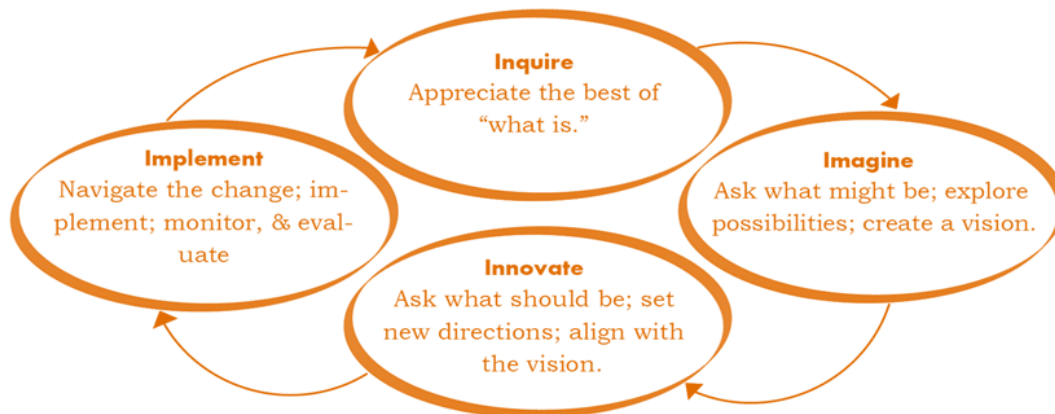 Inquire
Appreciate the best of
“what is.”
Imagine
Ask what might be; explore
possibilities; create a vision.
Innovate
Ask what should be; set
new directions; align with
the vision.
Implement
Navigate the change; im-
plement; monitor, & eval-
uate